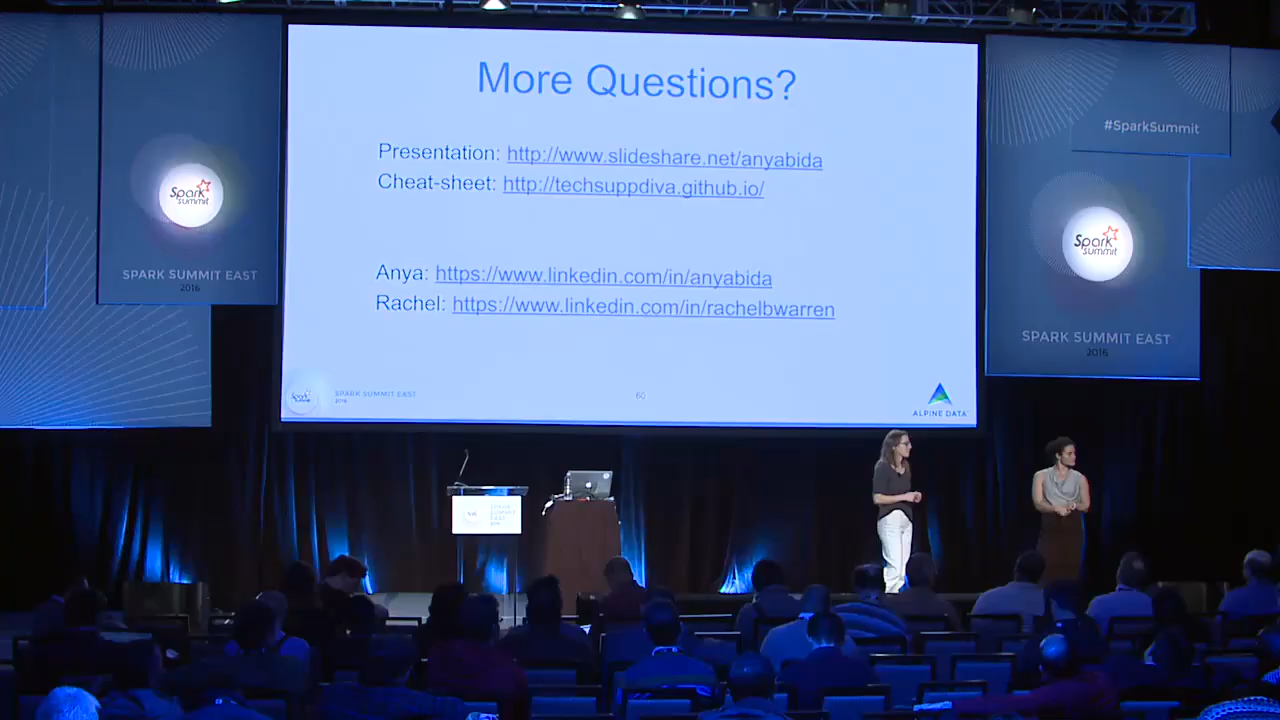 More Questions?
Presentation: http://www.slideshare.net/anyabida
Cheat-sheet: http://techsuppdiva.github.io/
Anya: https://www.linkedin.com/in/anyabida
Rachel: https://www.linkedin.com/in/rachelbwarren
SPARK SUMMIT EAST
2016
60
ALPINE DATA
Spark
summit
SPARK SUMMIT EAST
2016
#SparkSummit
Spark
summit
SPARK SUMMIT EAST
2016